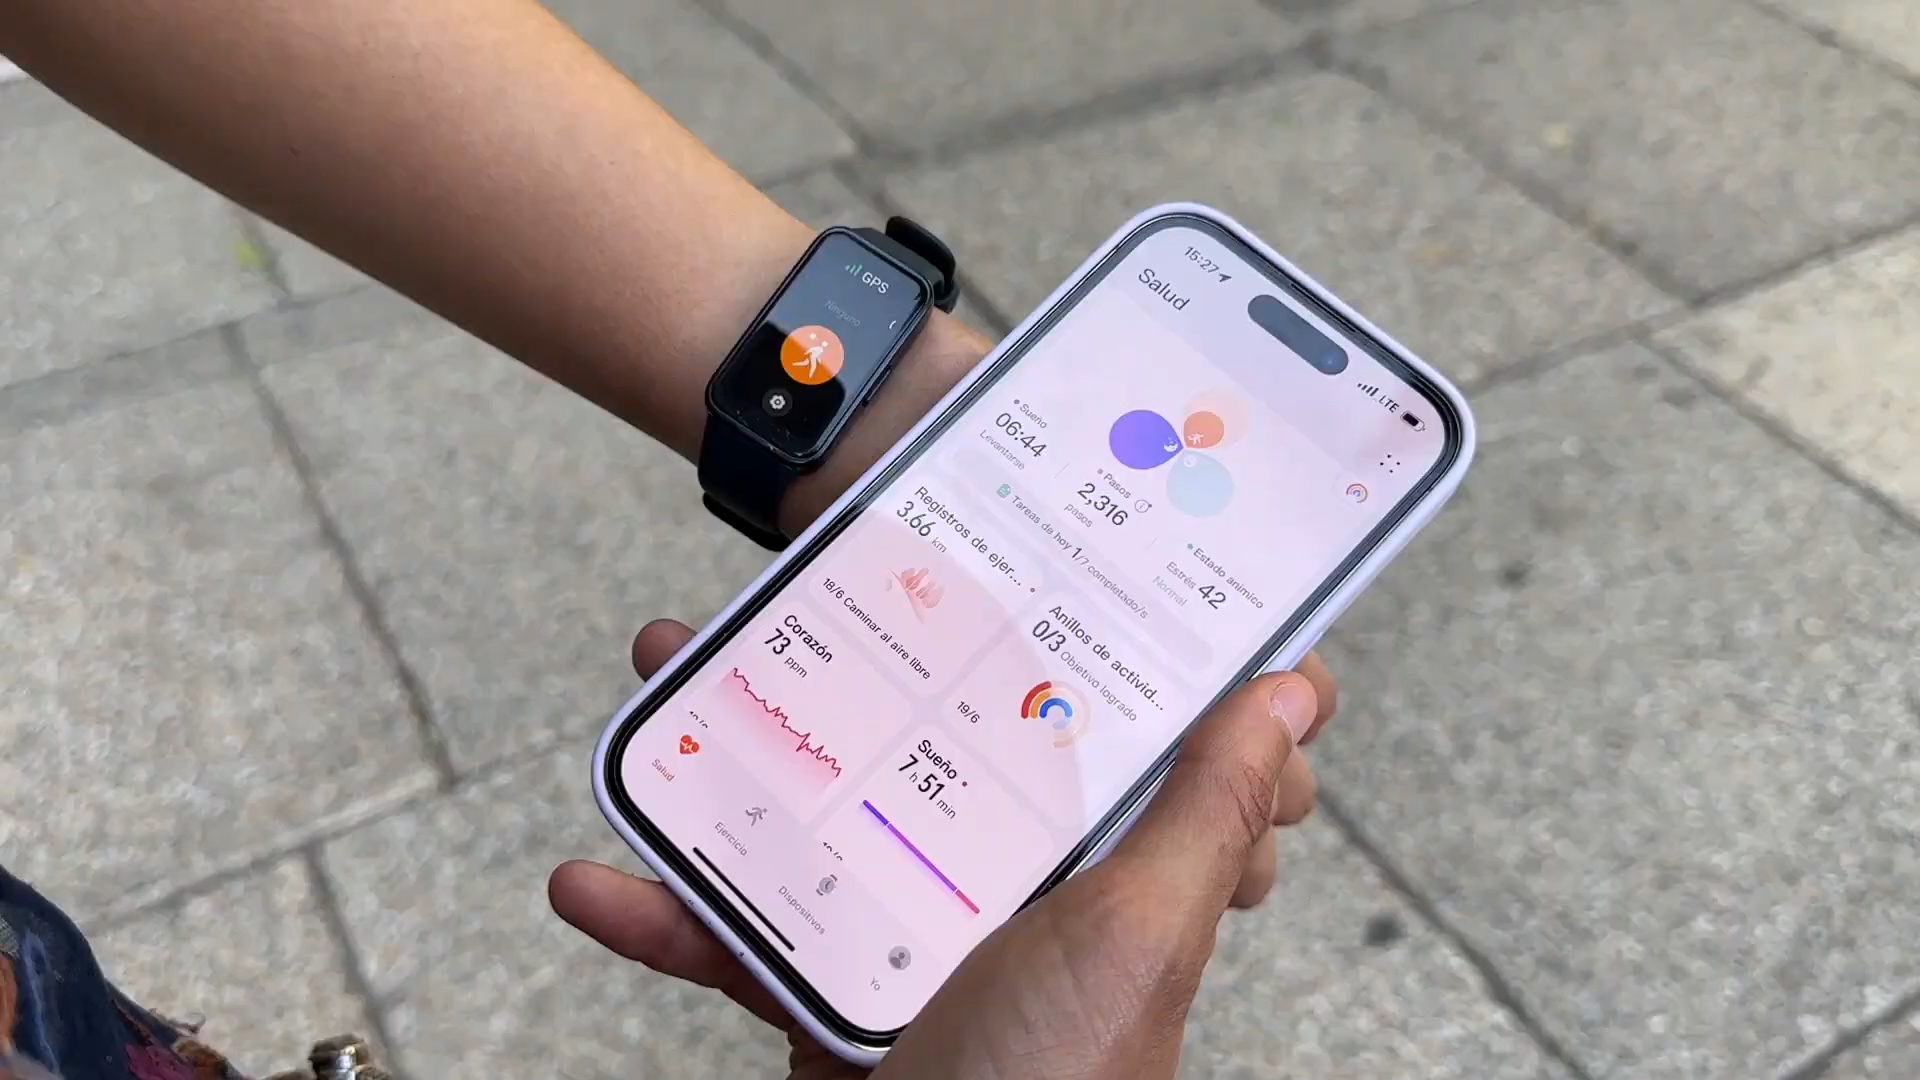 GPS
Ninguno
15:27
LTE
Salud
Sueño
06:44
Levantarse
Pasos
2,316
pasos
Estado anímico
Estrés 42
Normal
Tareas de hoy 1/7 completado/s
Registros de ejer...
3.66 km
18/6 Caminar al aire libre
Anillos de activid...
0/3 Objetivo logrado
19/6
Corazón
73 ppm
Sueño
7 h 51 min
Salud
Ejercicio
Dispositivos
Yo